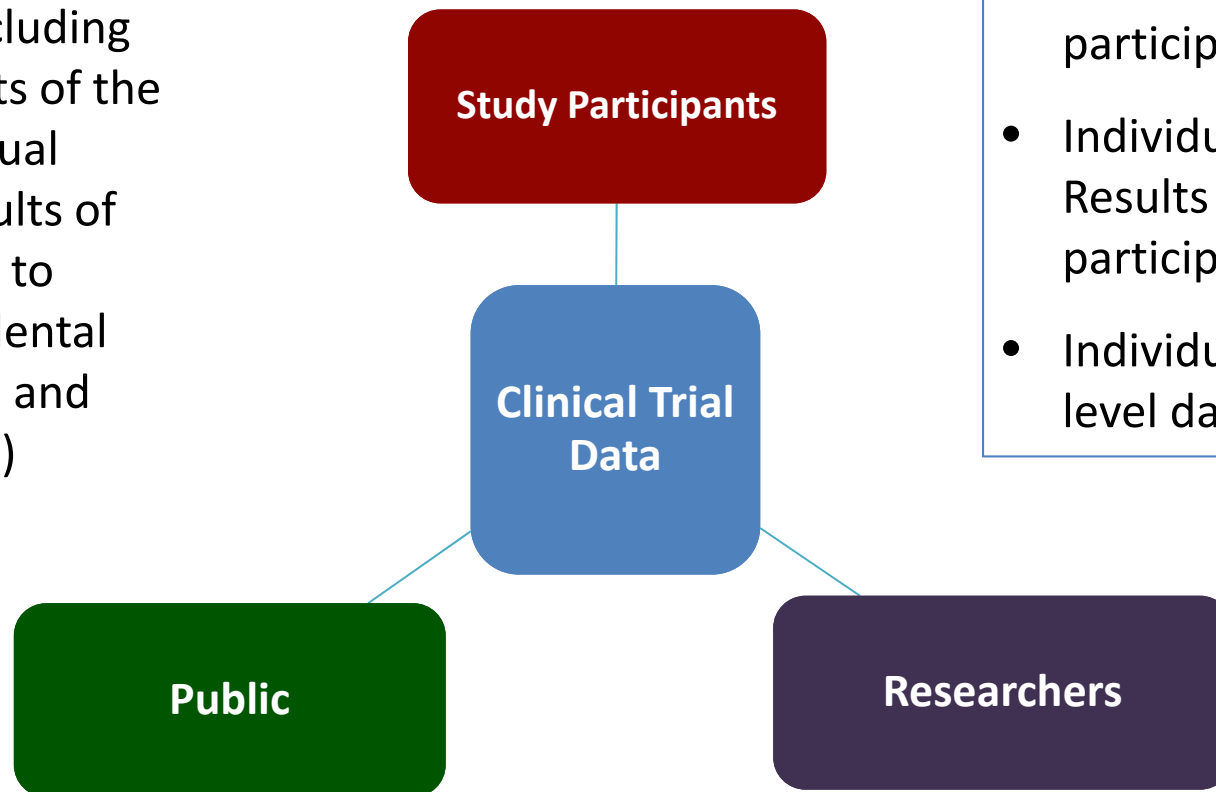 cluding
ts of the
ual
ults of
to
lental
and
)
Study Participants
Clinical Trial
Data
Public
Researchers
particip
• Individu
Results
particip
• Individu
level da